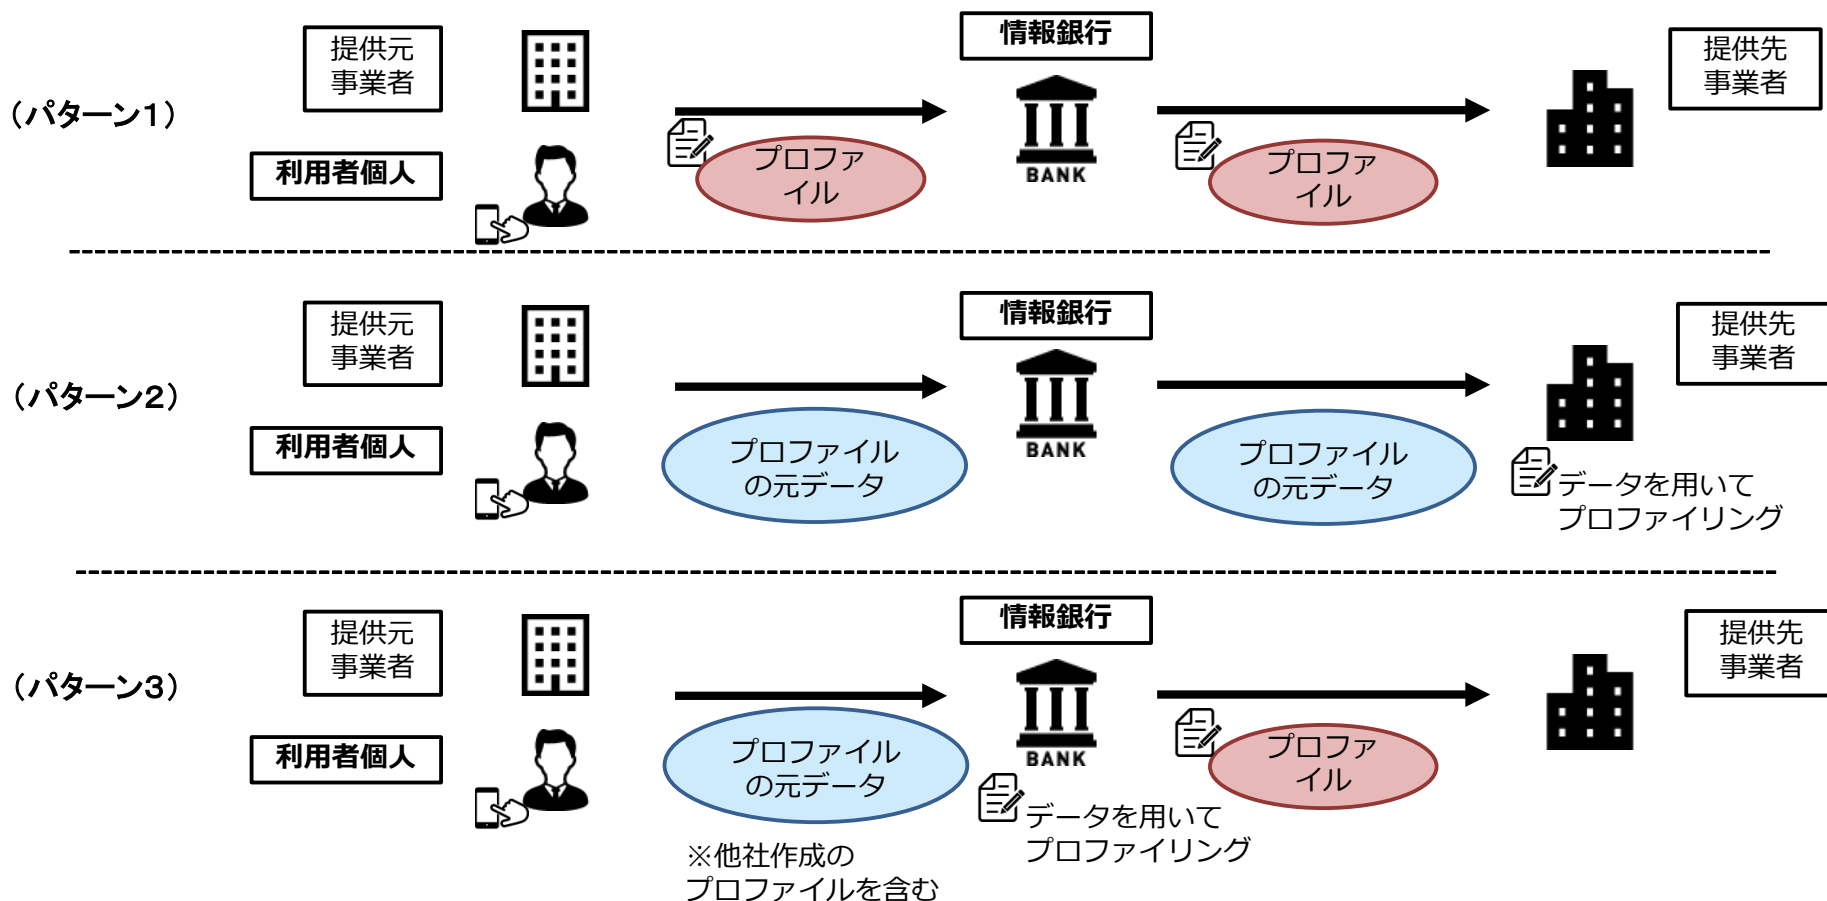 （パターン１）
提供元
事業者
利用者個人
プロファ
イル
情報銀行
BANK
プロファ
イル
提供先
事業者
（パターン２）
提供元
事業者
利用者個人
プロファイル
の元データ
情報銀行
BANK
プロファイル
の元データ
提供先
事業者
データを用いて
プロファイリング
（パターン３）
提供元
事業者
利用者個人
プロファイル
の元データ
※他社作成の
プロファイルを含む
情報銀行
BANK
データを用いて
プロファイリング
プロファ
イル
提供先
事業者